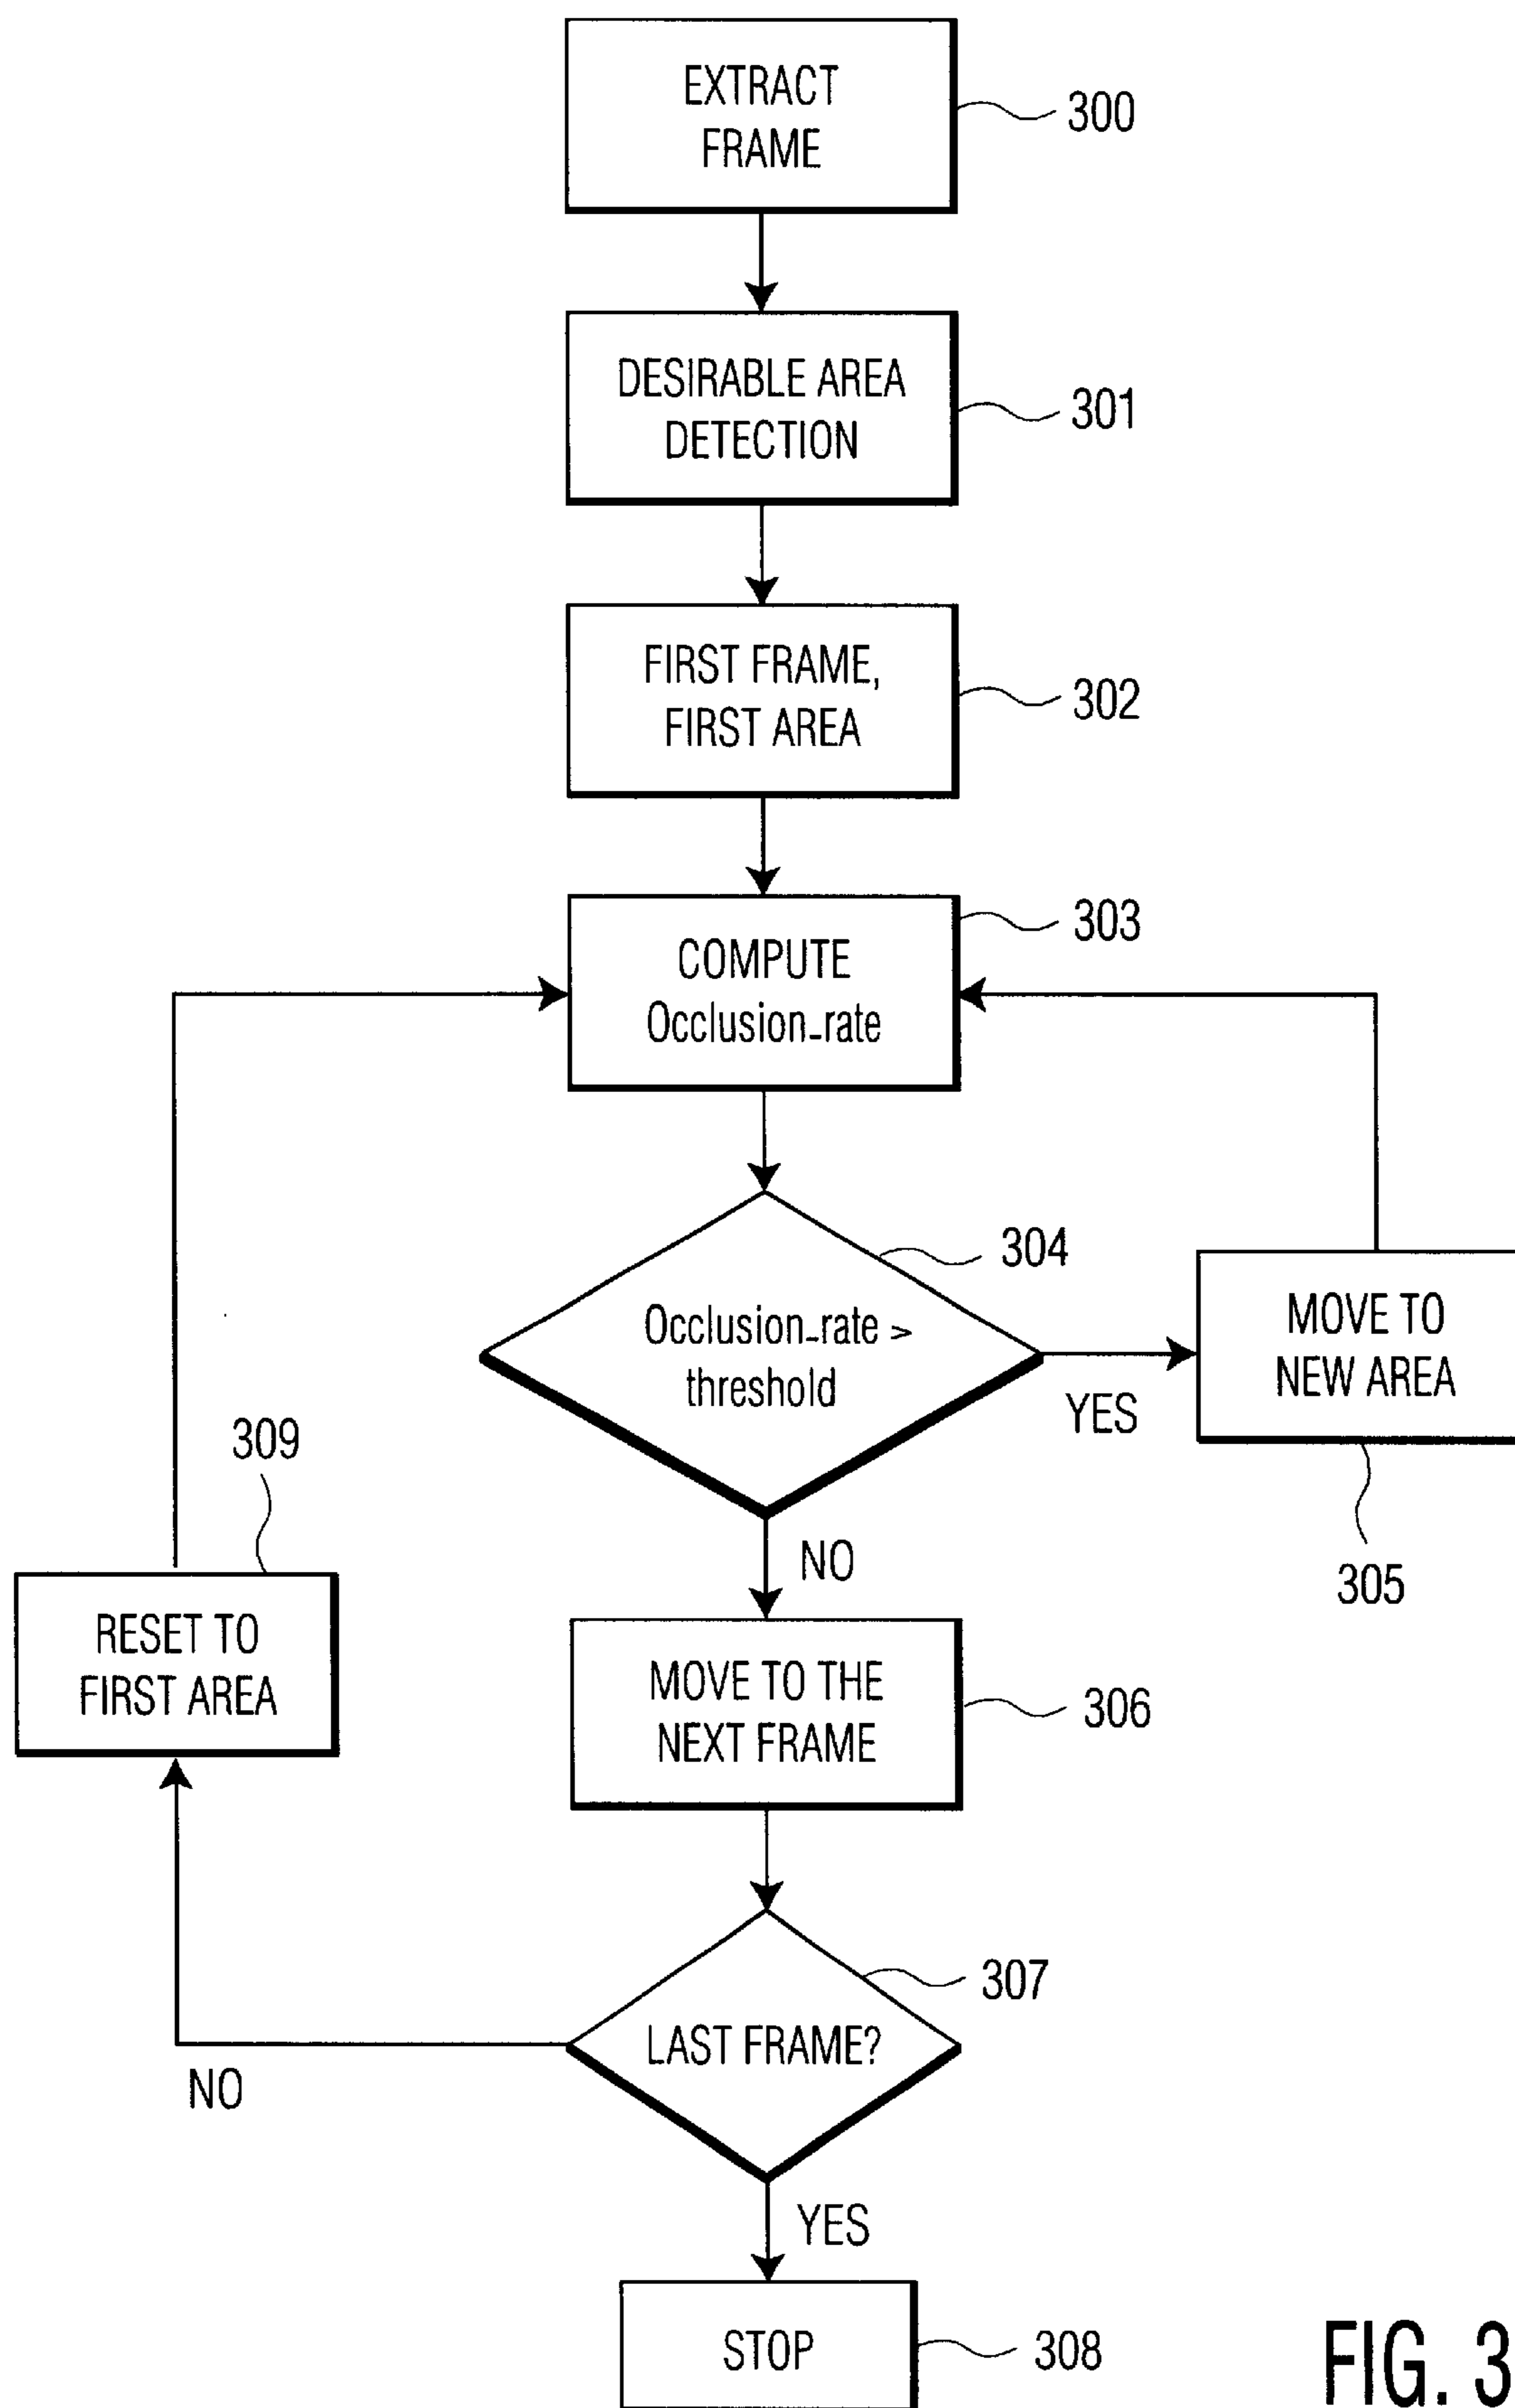 EXTRACT
FRAME
300
DESIRABLE AREA
DETECTION
301
FIRST FRAME,
FIRST AREA
302
303
COMPUTE
Occlusion_rate
304
Occlusion_rate >
threshold
YES
MOVE TO
NEW AREA
305
309
NO
RESET TO
FIRST AREA
MOVE TO THE
NEXT FRAME
306
307
LAST FRAME?
NO
YES
STOP
308
FIG. 3